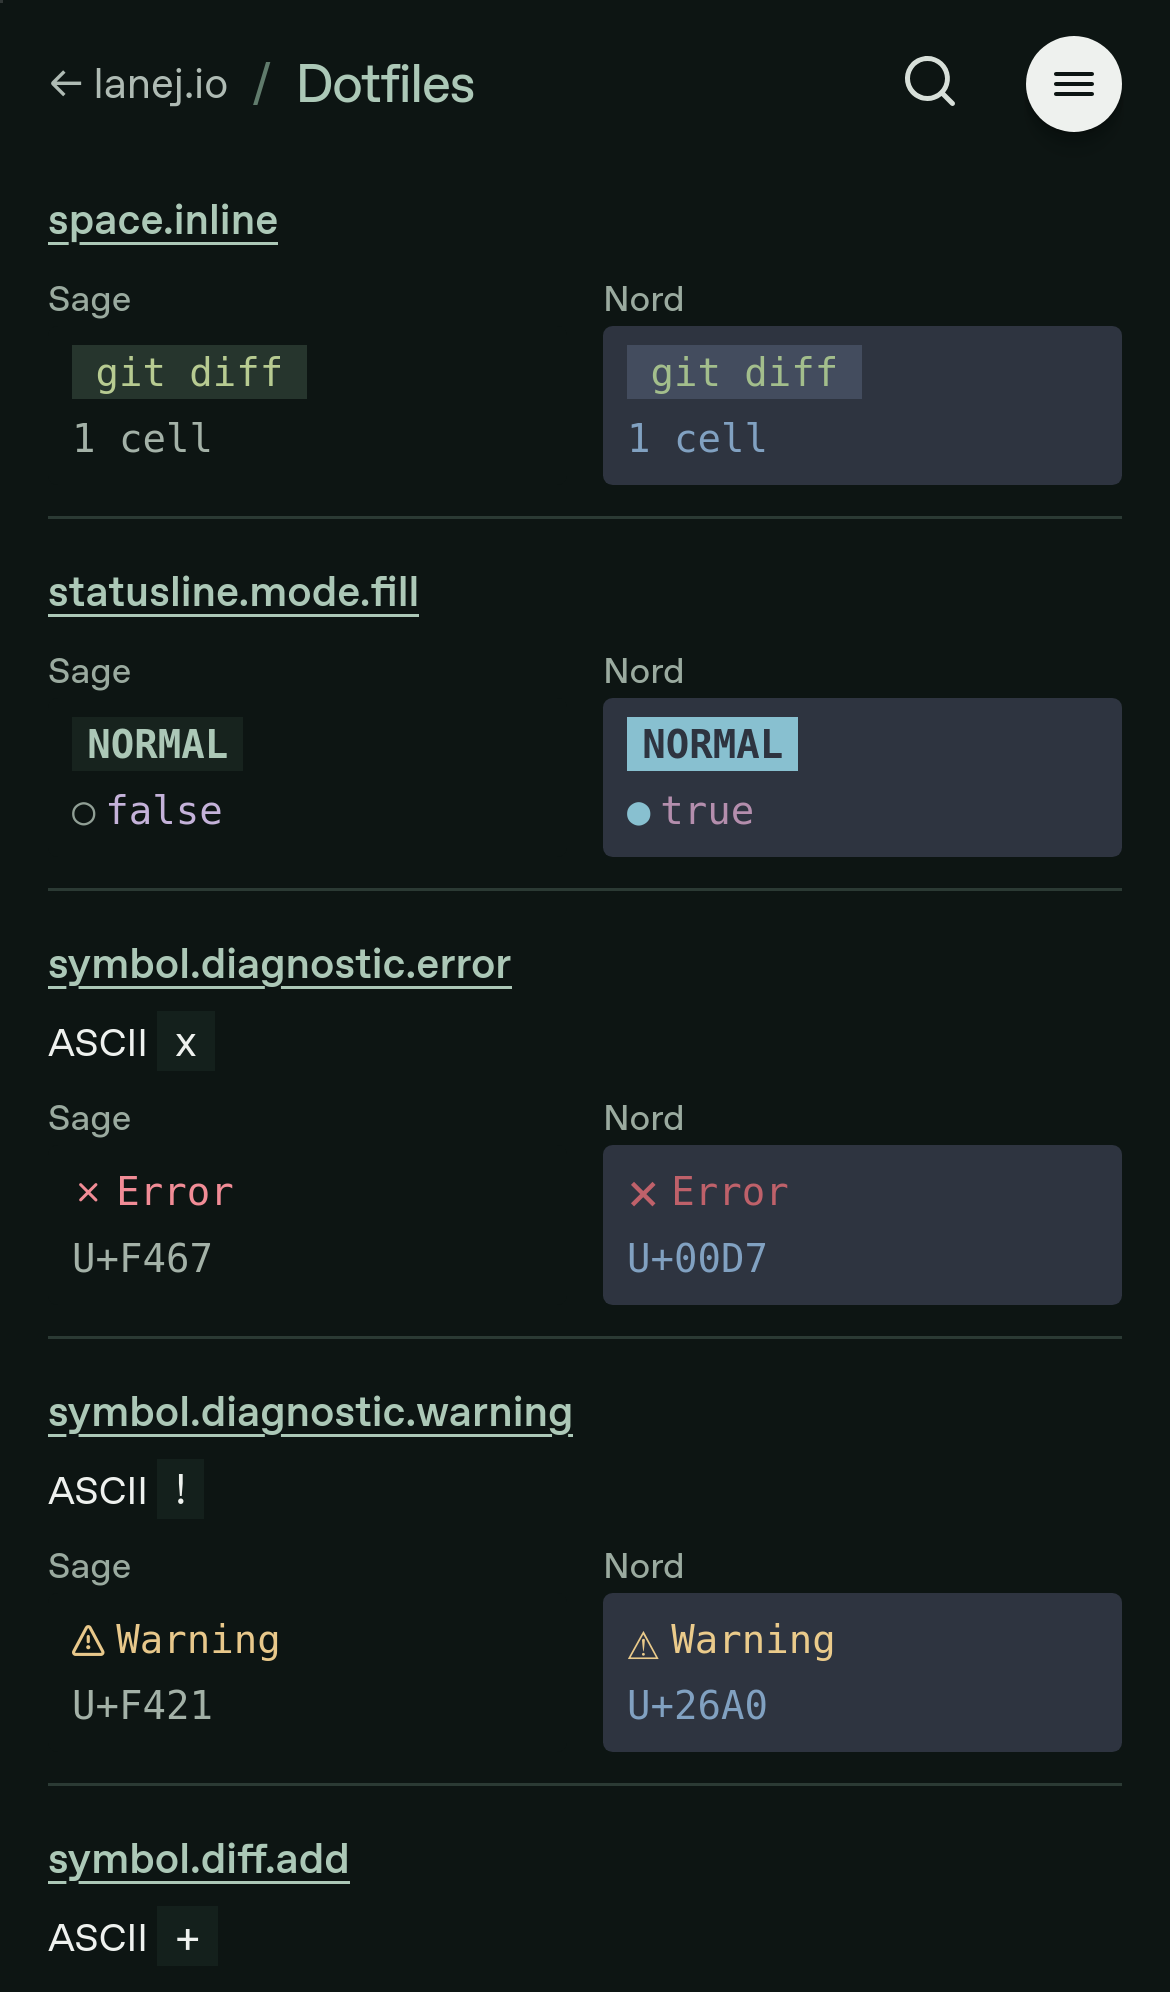 ← lanej.io / Dotfiles
space.inline
Sage Nord
git diff git diff
1 cell 1 cell
statusline.mode.fill
Sage Nord
NORMAL NORMAL
○ false ● true
symbol.diagnostic.error
ASCII x
Sage Nord
× Error × Error
U+F467 U+00D7
symbol.diagnostic.warning
ASCII !
Sage Nord
⚠ Warning ⚠ Warning
U+F421 U+26A0
symbol.diff.add
ASCII +